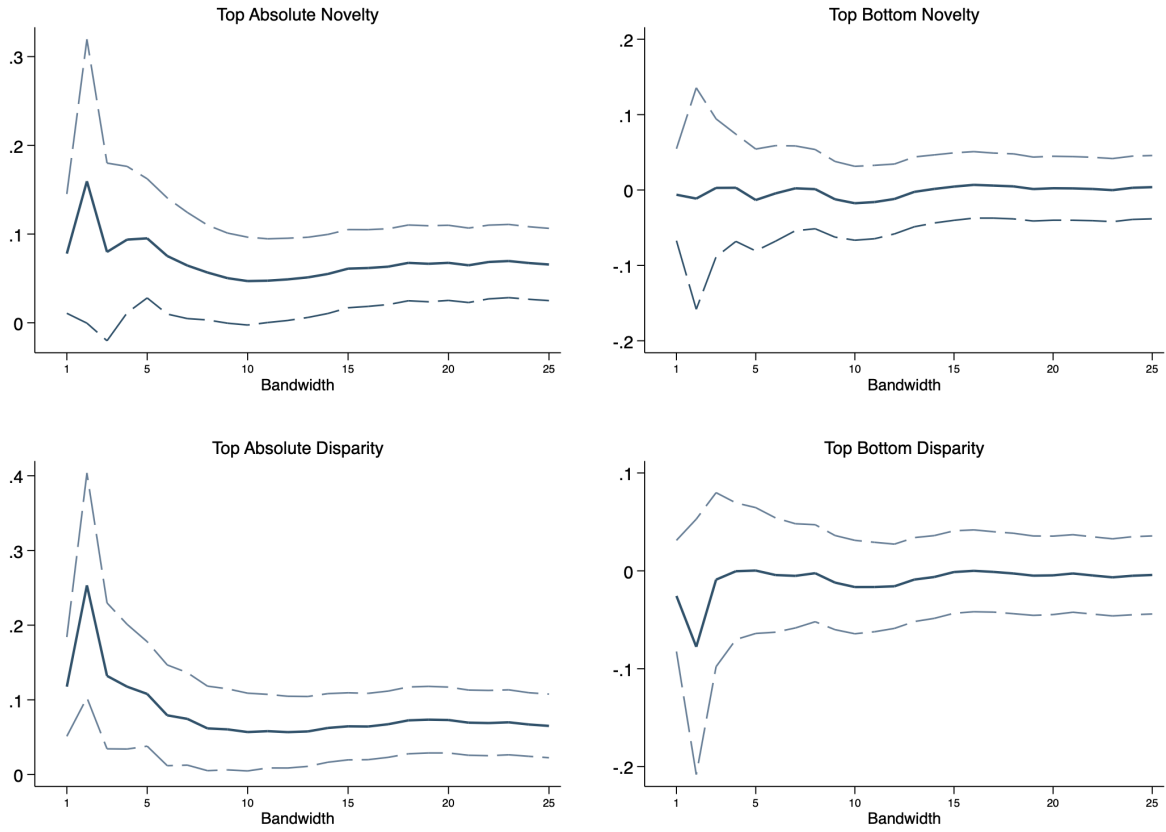 Top Absolute Novelty
.3
.2
.1
0
1 5 10 15 20 25
Bandwidth
Top Bottom Novelty
.2
.1
0
-.1
-.2
1 5 10 15 20 25
Bandwidth
Top Absolute Disparity
.4
.3
.2
.1
0
1 5 10 15 20 25
Bandwidth
Top Bottom Disparity
.1
0
-.1
-.2
1 5 10 15 20 25
Bandwidth